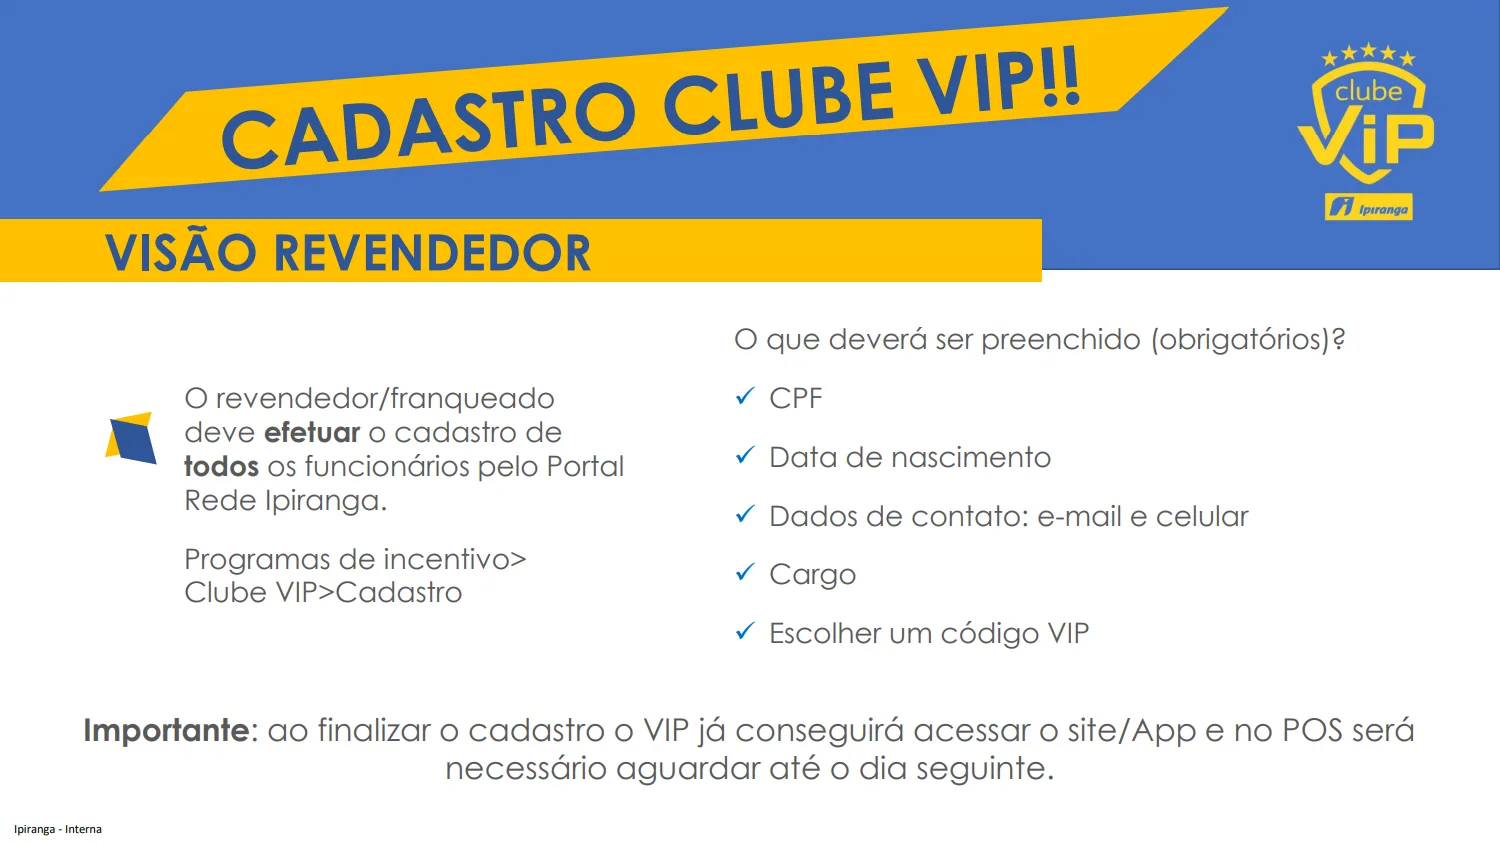 CADASTRO CLUBE VIP!!
clube
ViP
Ipiranga
VISÃO REVENDEDOR
O revendedor/franqueado
deve efetuar o cadastro de
todos os funcionários pelo Portal
Rede Ipiranga.
Programas de incentivo>
Clube VIP>Cadastro
O que deverá ser preenchido (obrigatórios)?
✓ CPF
✓ Data de nascimento
✓ Dados de contato: e-mail e celular
✓ Cargo
✓ Escolher um código VIP
Importante: ao finalizar o cadastro o VIP já conseguirá acessar o site/App e no POS será
necessário aguardar até o dia seguinte.
Ipiranga - Interna